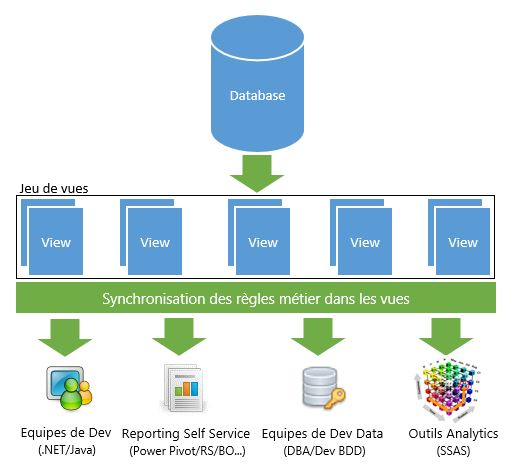 Database
Jeu de vues
View View View View View
Synchronisation des règles métier dans les vues
Equipes de Dev Reporting Self Service Equipes de Dev Data Outils Analytics
(.NET/Java) (Power Pivot/RS/BO...) (DBA/Dev BDD) (SSAS)